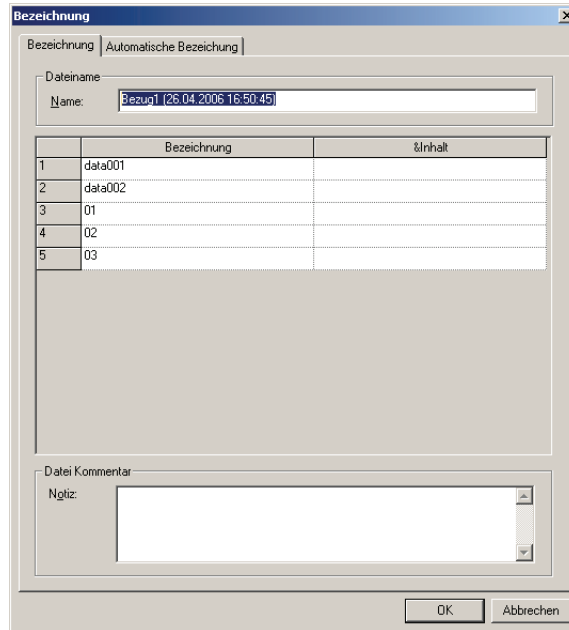 Bezeichnung
Bezeichnung Automatische Bezeichung
Dateiname
Name: Bezug1 (26.04.2006 16:50:45)
Bezeichnung &Inhalt
1 data001
2 data002
3 01
4 02
5 03
Datei Kommentar
Notiz:
OK Abbrechen